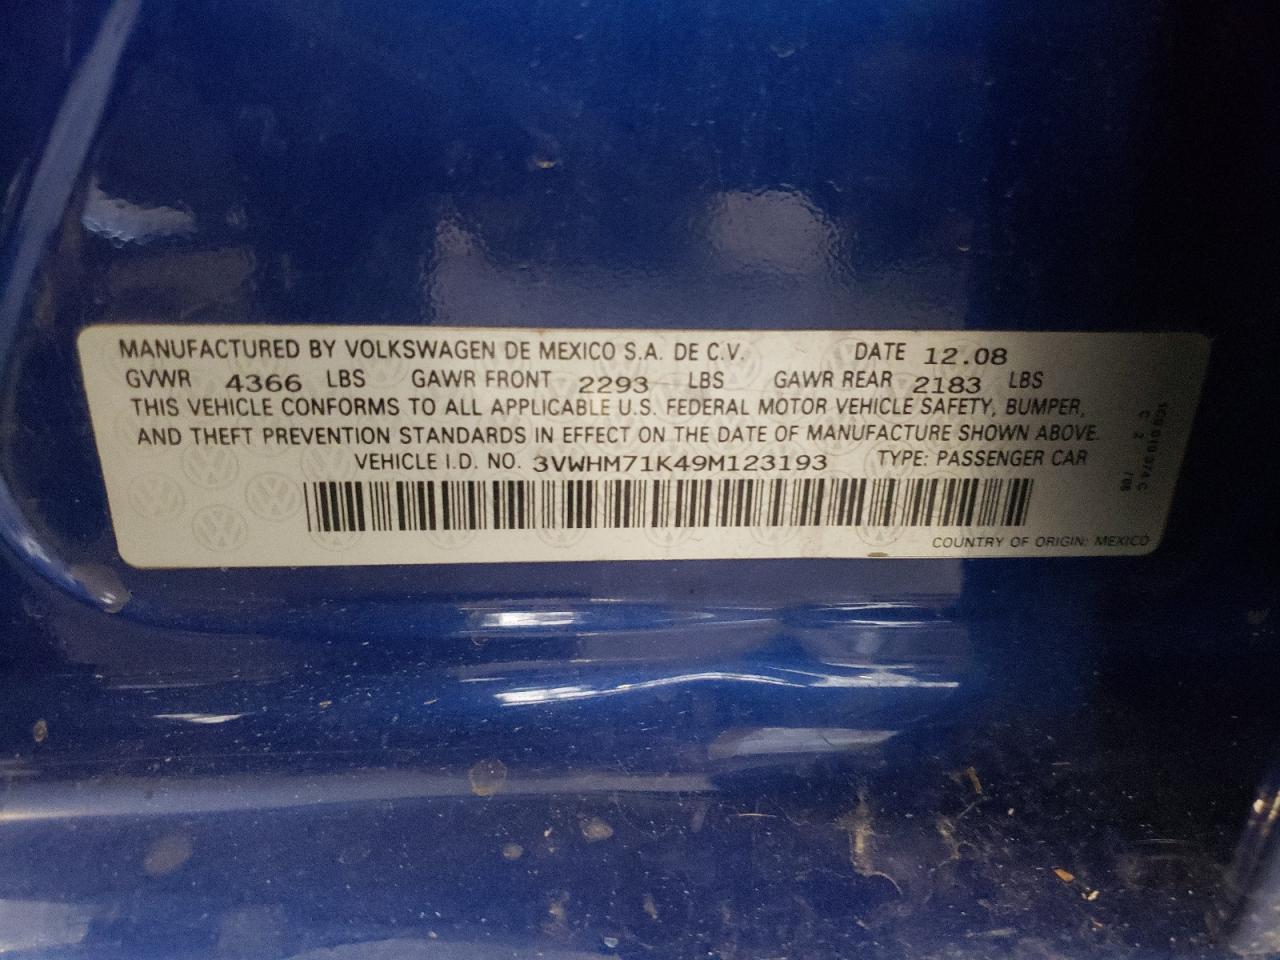 MANUFACTURED BY VOLKSWAGEN DE MEXICO S.A. DE C.V. DATE 12.08
GVWR 4366 LBS GAWR FRONT 2293 LBS GAWR REAR 2183 LBS
THIS VEHICLE CONFORMS TO ALL APPLICABLE U.S. FEDERAL MOTOR VEHICLE SAFETY, BUMPER,
AND THEFT PREVENTION STANDARDS IN EFFECT ON THE DATE OF MANUFACTURE SHOWN ABOVE.
VEHICLE I.D. NO. 3VWHM71K49M123193 TYPE: PASSENGER CAR
COUNTRY OF ORIGIN: MEXICO